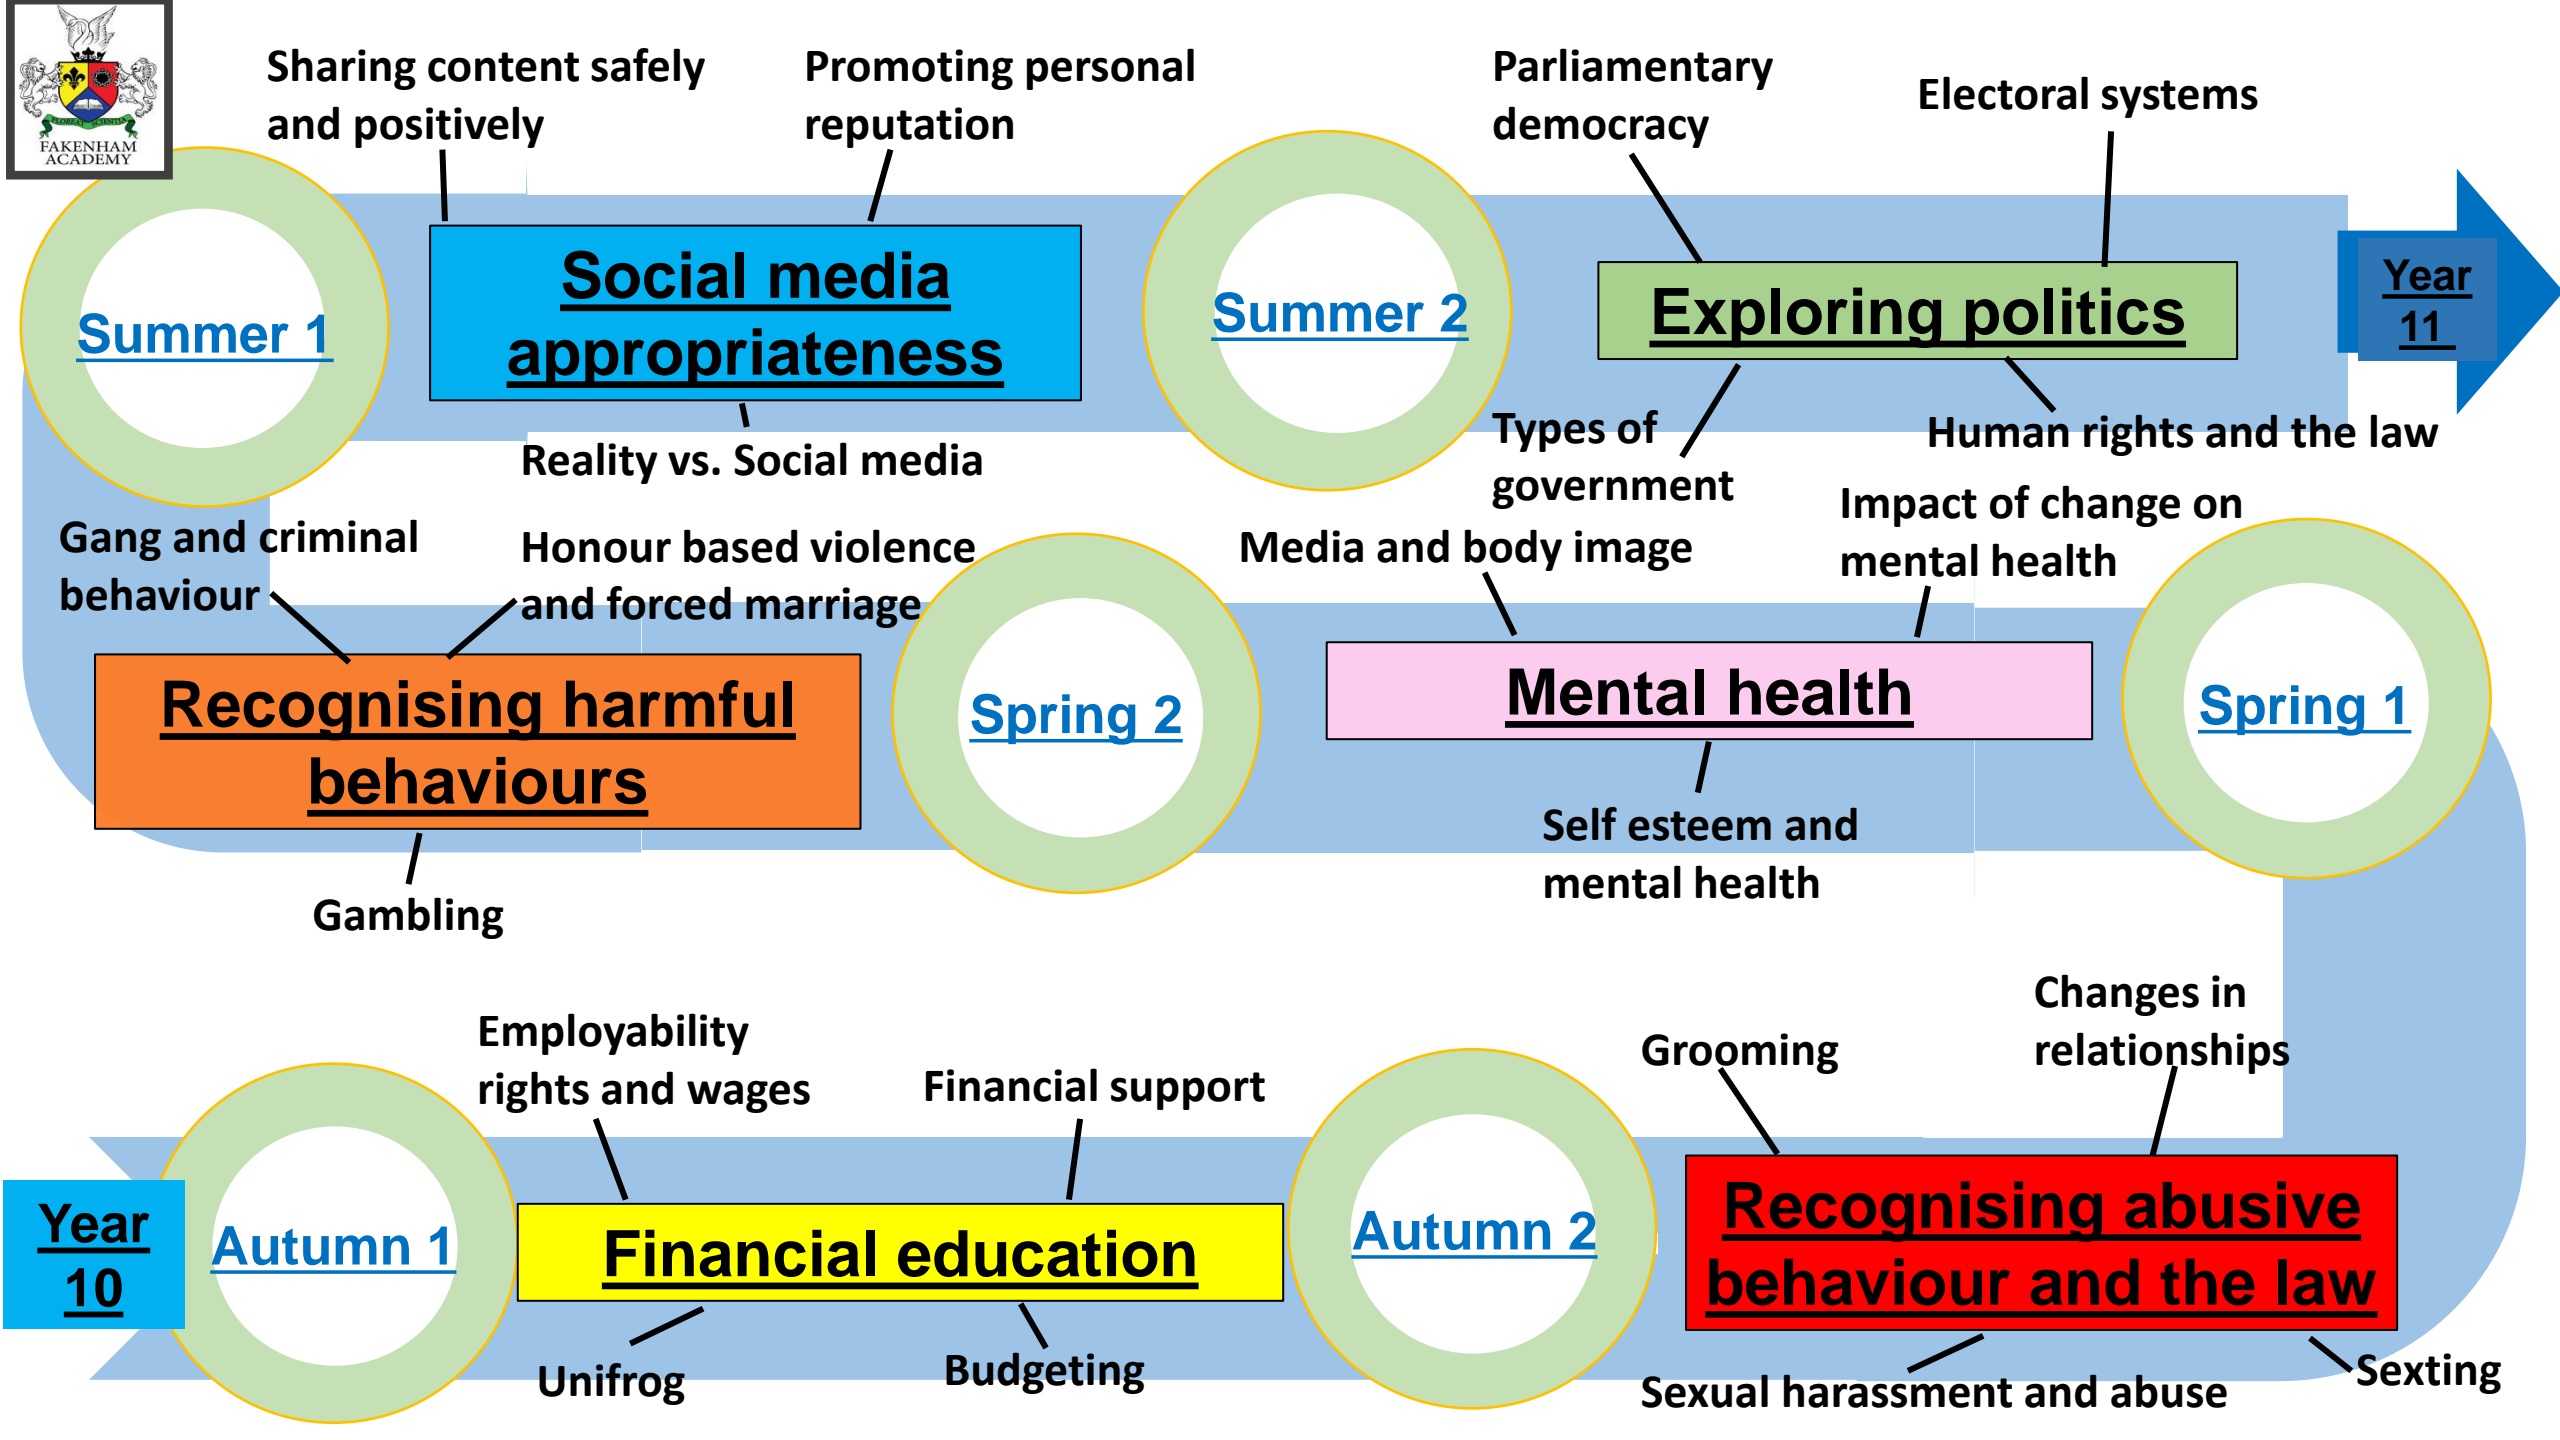 FLOREAT SCIENTIA
FAKENHAM
ACADEMY
Sharing content safely
and positively
Promoting personal
reputation
Parliamentary
democracy
Electoral systems
Summer 1
Social media
appropriateness
Summer 2
Exploring politics
Year
11
Reality vs. Social media
Types of
government
Human rights and the law
Gang and criminal
behaviour
Honour based violence
and forced marriage
Media and body image
Impact of change on
mental health
Recognising harmful
behaviours
Spring 2
Mental health
Spring 1
Gambling
Self esteem and
mental health
Employability
rights and wages
Financial support
Grooming
Changes in
relationships
Year
10
Autumn 1
Financial education
Autumn 2
Recognising abusive
behaviour and the law
Unifrog
Budgeting
Sexual harassment and abuse
Sexting